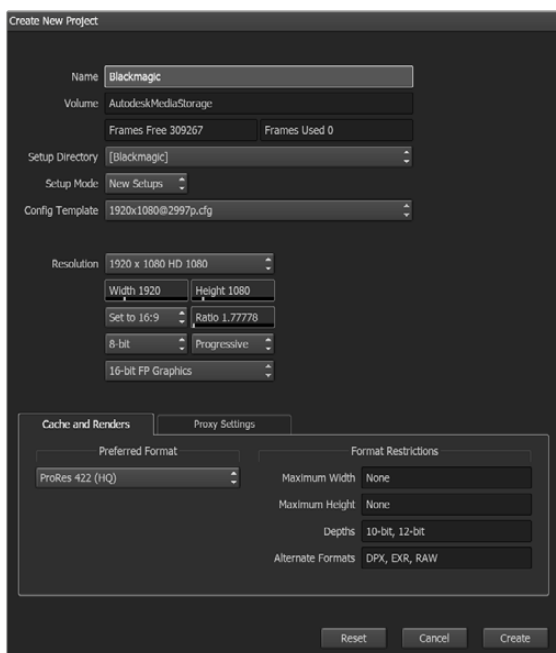 Create New Project
Name Blackmagic
Volume AutodeskMediaStorage
Frames Free 309267 Frames Used 0
Setup Directory [Blackmagic]
Setup Mode New Setups
Config Template 1920x1080@2997p.cfg
Resolution 1920 x 1080 HD 1080
Width 1920 Height 1080
Set to 16:9 Ratio 1.77778
8-bit Progressive
16-bit FP Graphics
Cache and Renders Proxy Settings
Preferred Format Format Restrictions
ProRes 422 (HQ) Maximum Width None
Maximum Height None
Depths 10-bit, 12-bit
Alternate Formats DPX, EXR, RAW
Reset Cancel Create